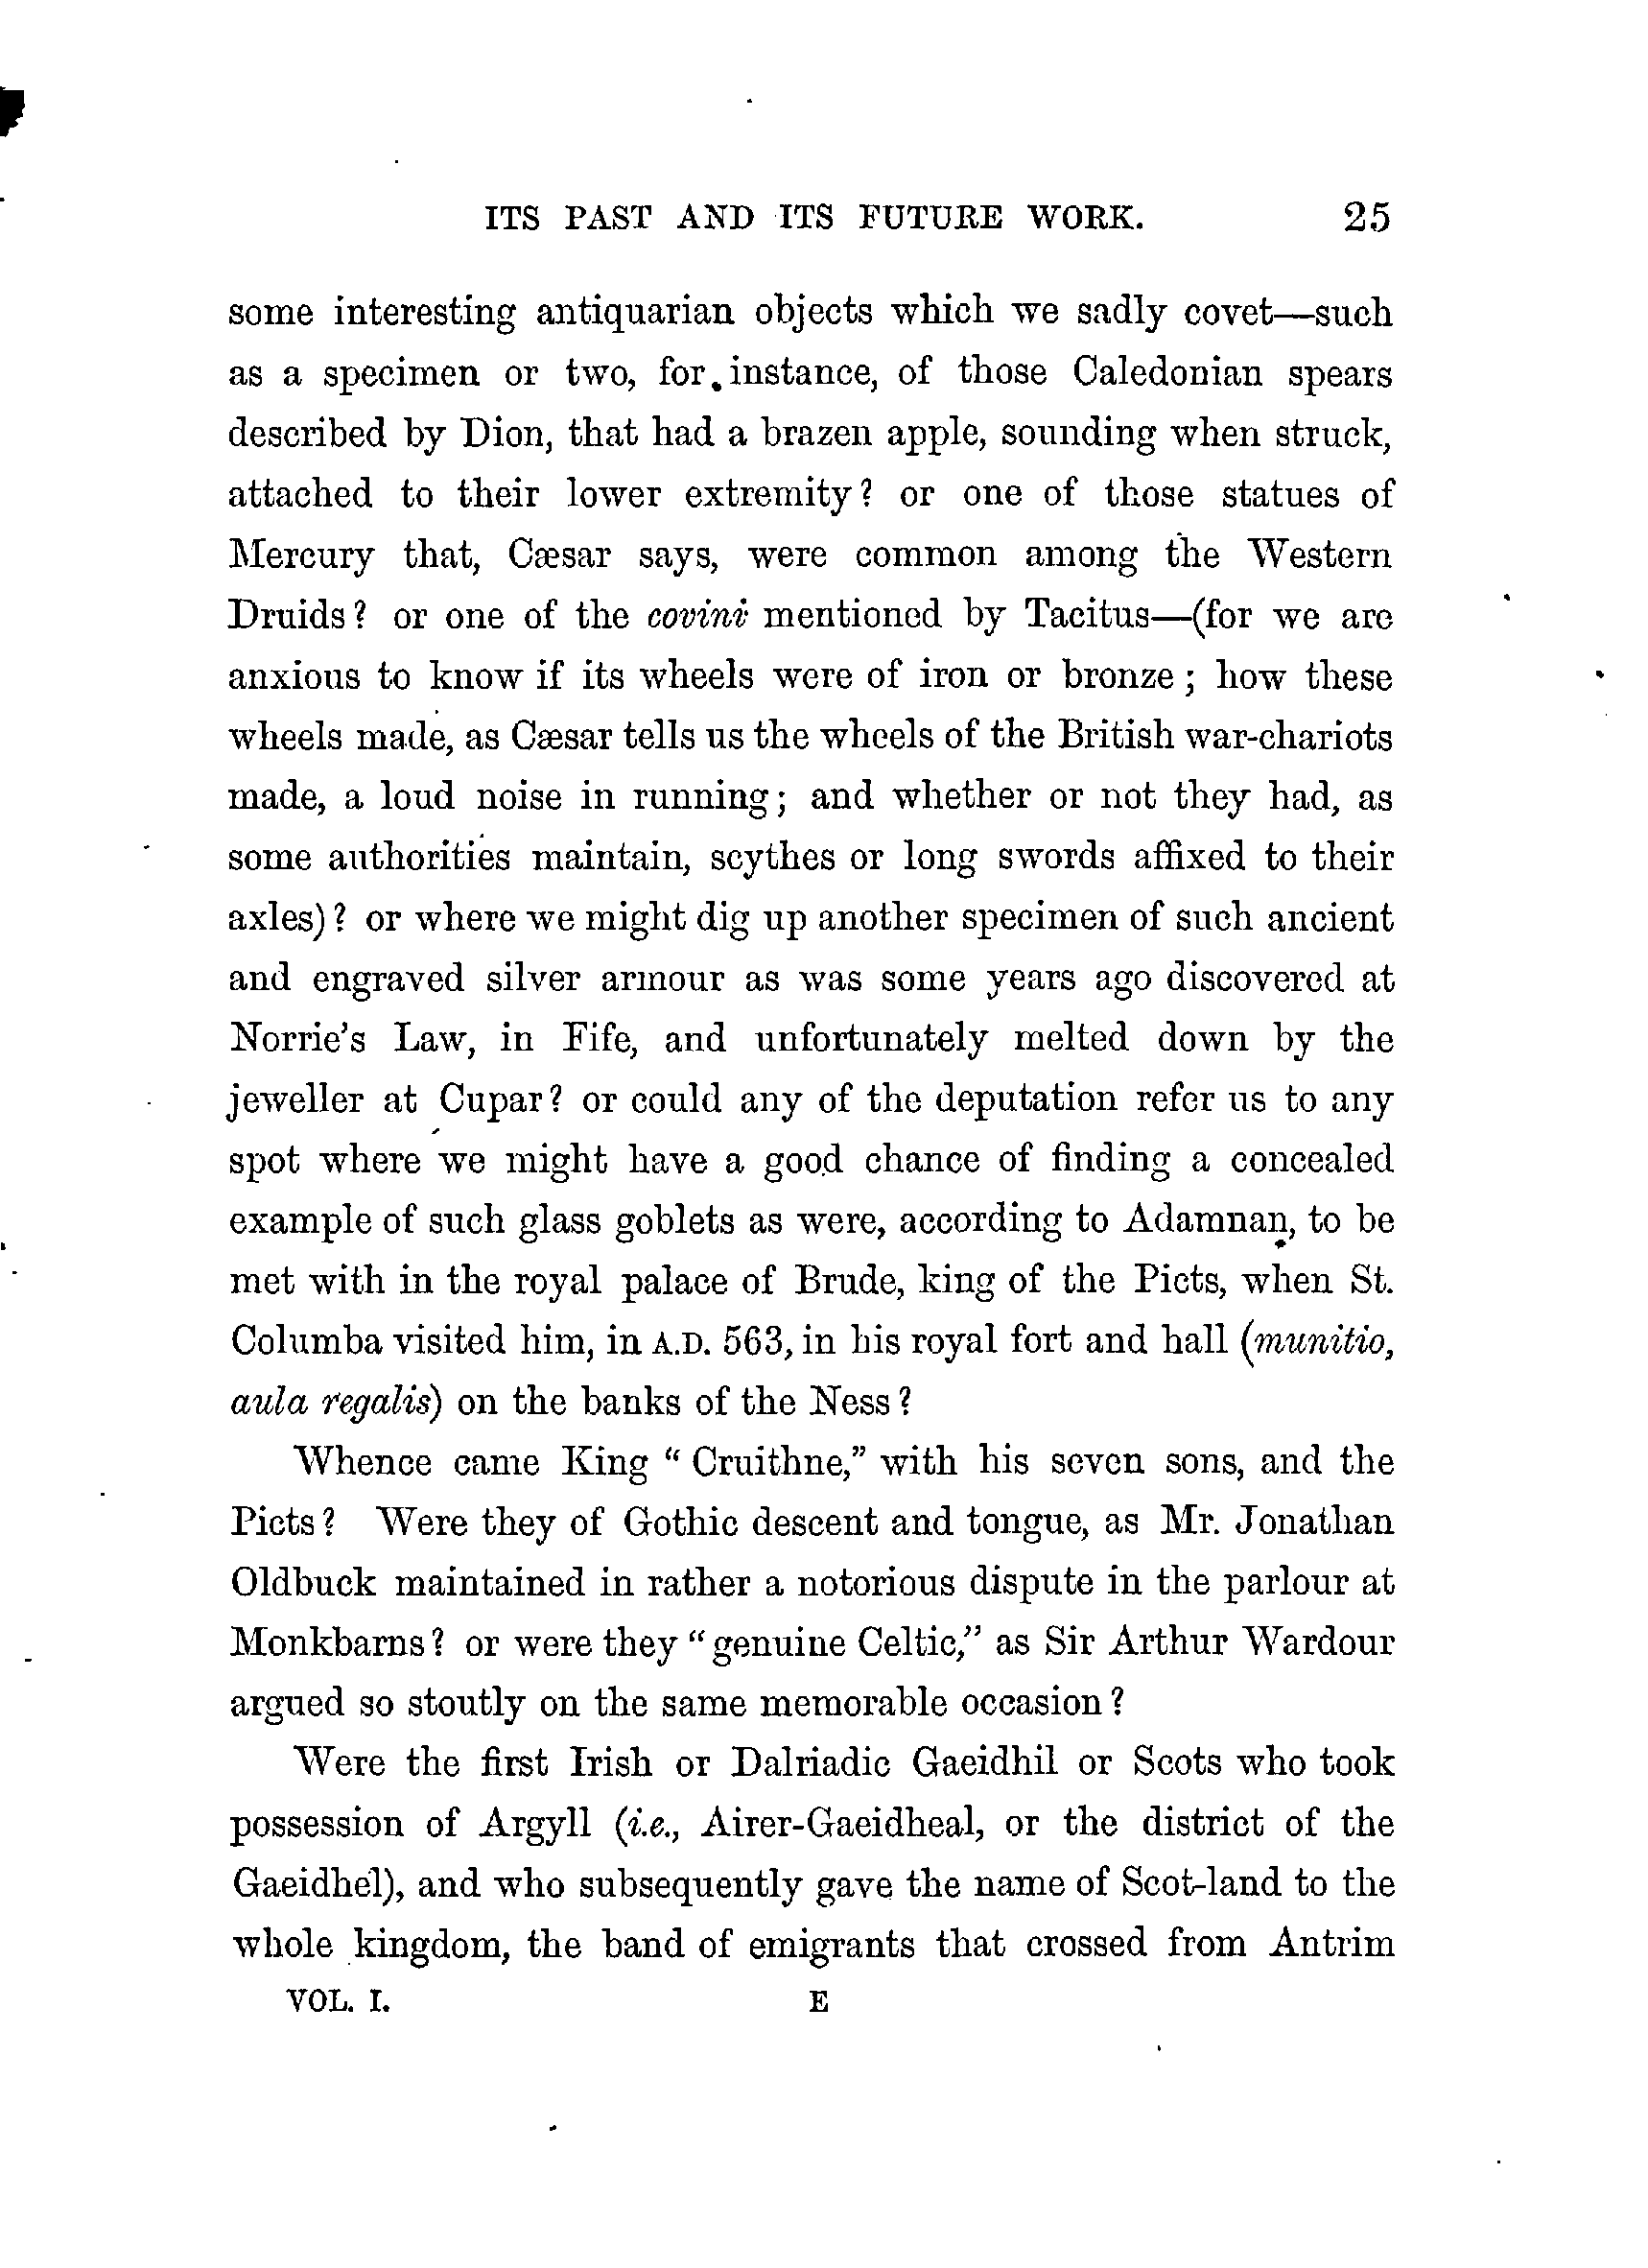 ITS PAST AND ITS FUTURE WORK. 25
some interesting antiquarian objects which we sadly covet—such
as a specimen or two, for instance, of those Caledonian spears
described by Dion, that had a brazen apple, sounding when struck,
attached to their lower extremity? or one of those statues of
Mercury that, Cæsar says, were common among the Western
Druids? or one of the covini mentioned by Tacitus—(for we are
anxious to know if its wheels were of iron or bronze; how these
wheels made, as Cæsar tells us the wheels of the British war-chariots
made, a loud noise in running; and whether or not they had, as
some authorities maintain, scythes or long swords affixed to their
axles)? or where we might dig up another specimen of such ancient
and engraved silver armour as was some years ago discovered at
Norrie's Law, in Fife, and unfortunately melted down by the
jeweller at Cupar? or could any of the deputation refer us to any
spot where we might have a good chance of finding a concealed
example of such glass goblets as were, according to Adamnan, to be
met with in the royal palace of Brude, king of the Picts, when St.
Columba visited him, in A.D. 563, in his royal fort and hall (munitio,
aula regalis) on the banks of the Ness?
Whence came King "Cruithne," with his seven sons, and the
Picts? Were they of Gothic descent and tongue, as Mr. Jonathan
Oldbuck maintained in rather a notorious dispute in the parlour at
Monkbarns? or were they "genuine Celtic," as Sir Arthur Wardour
argued so stoutly on the same memorable occasion?
Were the first Irish or Dalriadic Gaeidhil or Scots who took
possession of Argyll (i.e., Airer-Gaeidheal, or the district of the
Gaeidhel), and who subsequently gave the name of Scot-land to the
whole kingdom, the band of emigrants that crossed from Antrim
VOL. I. E